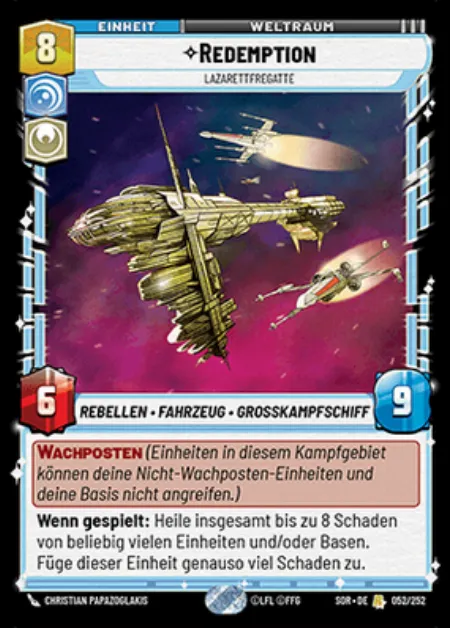 EINHEIT WELTRAUM
8
✧REDEMPTION
LAZARETTFREGATTE
6
REBELLEN • FAHRZEUG • GROSSKAMPFSCHIFF
9
WACHPOSTEN (Einheiten in diesem Kampfgebiet
können deine Nicht-Wachposten-Einheiten und
deine Basis nicht angreifen.)
Wenn gespielt: Heile insgesamt bis zu 8 Schaden
von beliebig vielen Einheiten und/oder Basen.
Füge dieser Einheit genauso viel Schaden zu.
CHRISTIAN PAPAZOGLAKIS ©LFL ©FFG SOR • DE 052/252